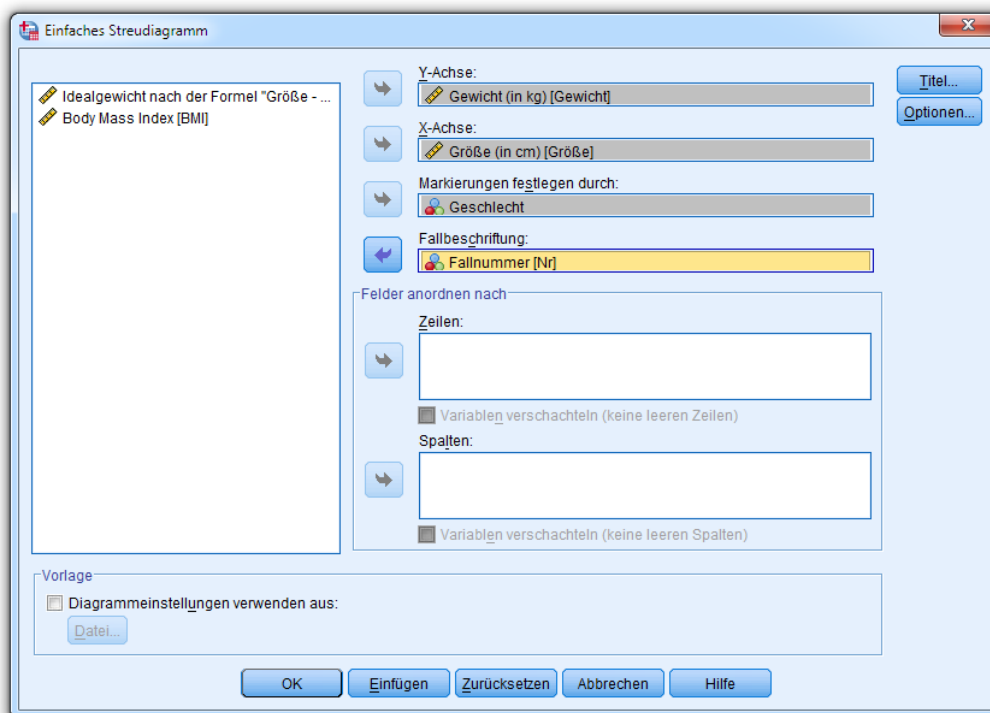 Einfaches Streudiagramm
Idealgewicht nach der Formel "Größe - ...
Body Mass Index [BMI]
Y-Achse:
Gewicht (in kg) [Gewicht]
X-Achse:
Größe (in cm) [Größe]
Markierungen festlegen durch:
Geschlecht
Fallbeschriftung:
Fallnummer [Nr]
Titel...
Optionen...
Felder anordnen nach
Zeilen:
Variablen verschachteln (keine leeren Zeilen)
Spalten:
Variablen verschachteln (keine leeren Spalten)
Vorlage
Diagrammeinstellungen verwenden aus:
Datei...
OK Einfügen Zurücksetzen Abbrechen Hilfe